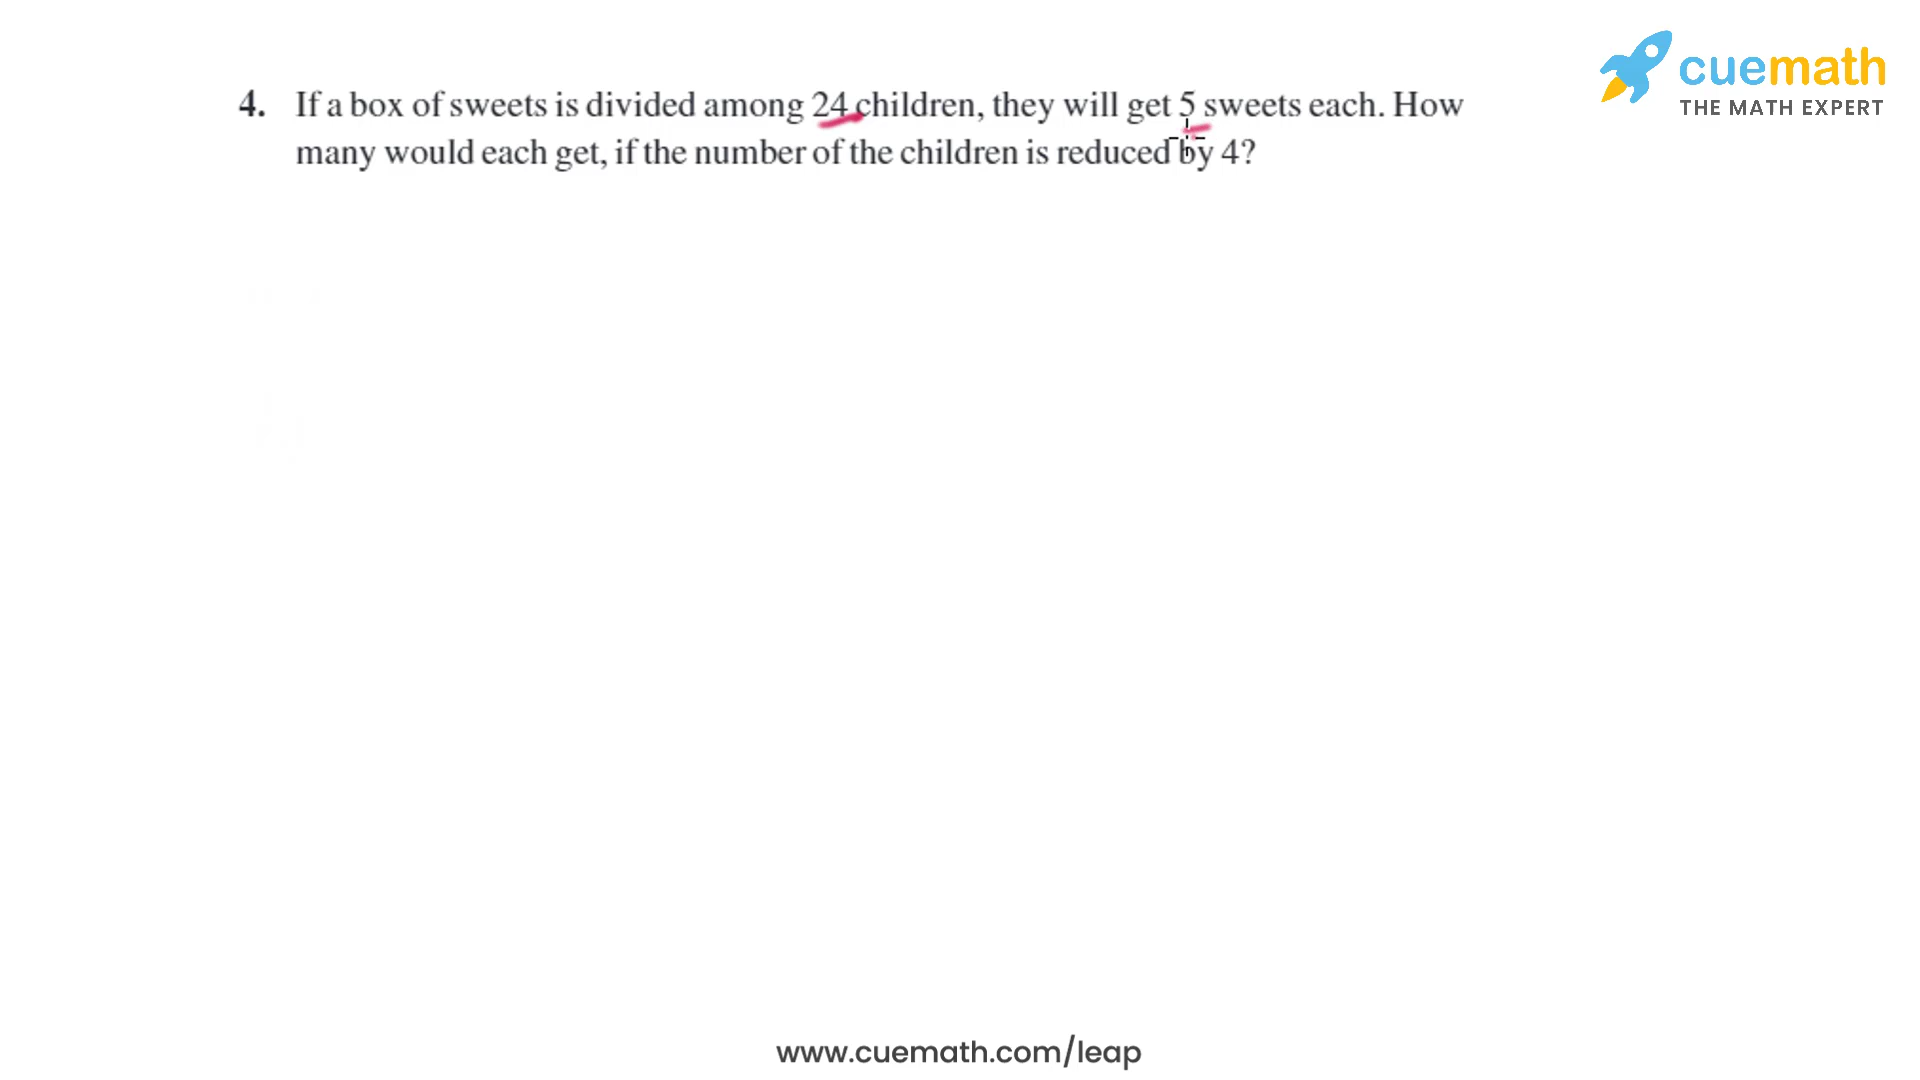 cuemath
THE MATH EXPERT
4. If a box of sweets is divided among 24 children, they will get 5 sweets each. How
many would each get, if the number of the children is reduced by 4?
www.cuemath.com/leap